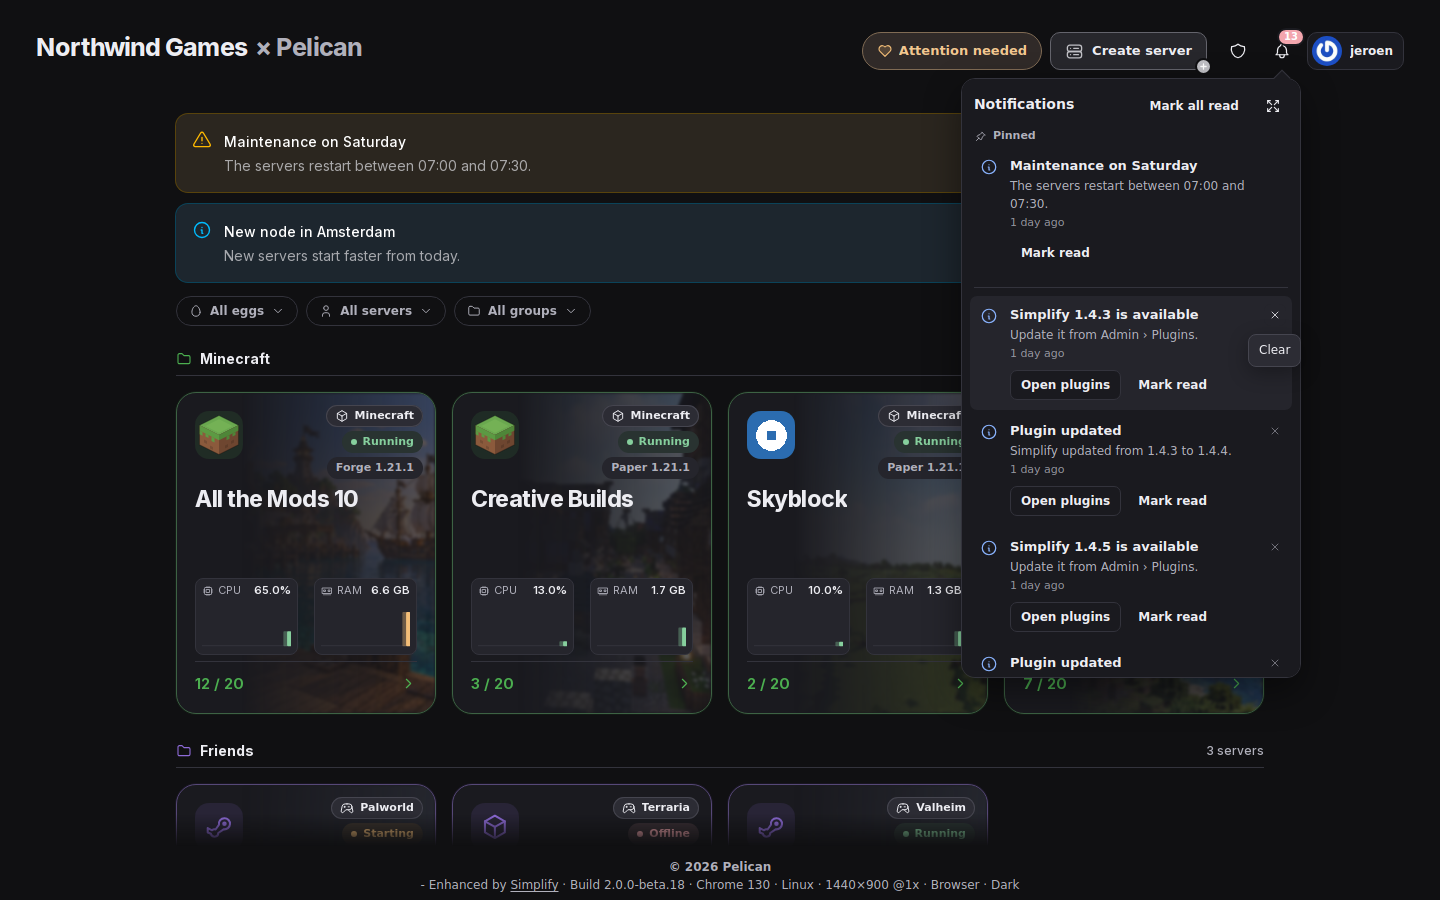 Northwind Games × Pelican
Attention needed
Create server
13
jeroen
Maintenance on Saturday
The servers restart between 07:00 and 07:30.
New node in Amsterdam
New servers start faster from today.
All eggs
All servers
All groups
Notifications
Mark all read
Pinned
Maintenance on Saturday
The servers restart between 07:00 and
07:30.
1 day ago
Mark read
Simplify 1.4.3 is available
Update it from Admin › Plugins.
1 day ago
Clear
Open plugins
Mark read
Plugin updated
Simplify updated from 1.4.3 to 1.4.4.
1 day ago
Open plugins
Mark read
Simplify 1.4.5 is available
Update it from Admin › Plugins.
1 day ago
Open plugins
Mark read
Plugin updated
Minecraft
Minecraft
Running
Forge 1.21.1
All the Mods 10
CPU 65.0%
RAM 6.6 GB
12 / 20
Minecraft
Running
Paper 1.21.1
Creative Builds
CPU 13.0%
RAM 1.7 GB
3 / 20
Minecraf
Running
Paper 1.21.1
Skyblock
CPU 10.0%
RAM 1.3 GB
2 / 20
7 / 20
Friends
3 servers
Palworld
Starting
Terraria
Offline
Valheim
Running
© 2026 Pelican
- Enhanced by Simplify · Build 2.0.0-beta.18 · Chrome 130 · Linux · 1440×900 @1x · Browser · Dark